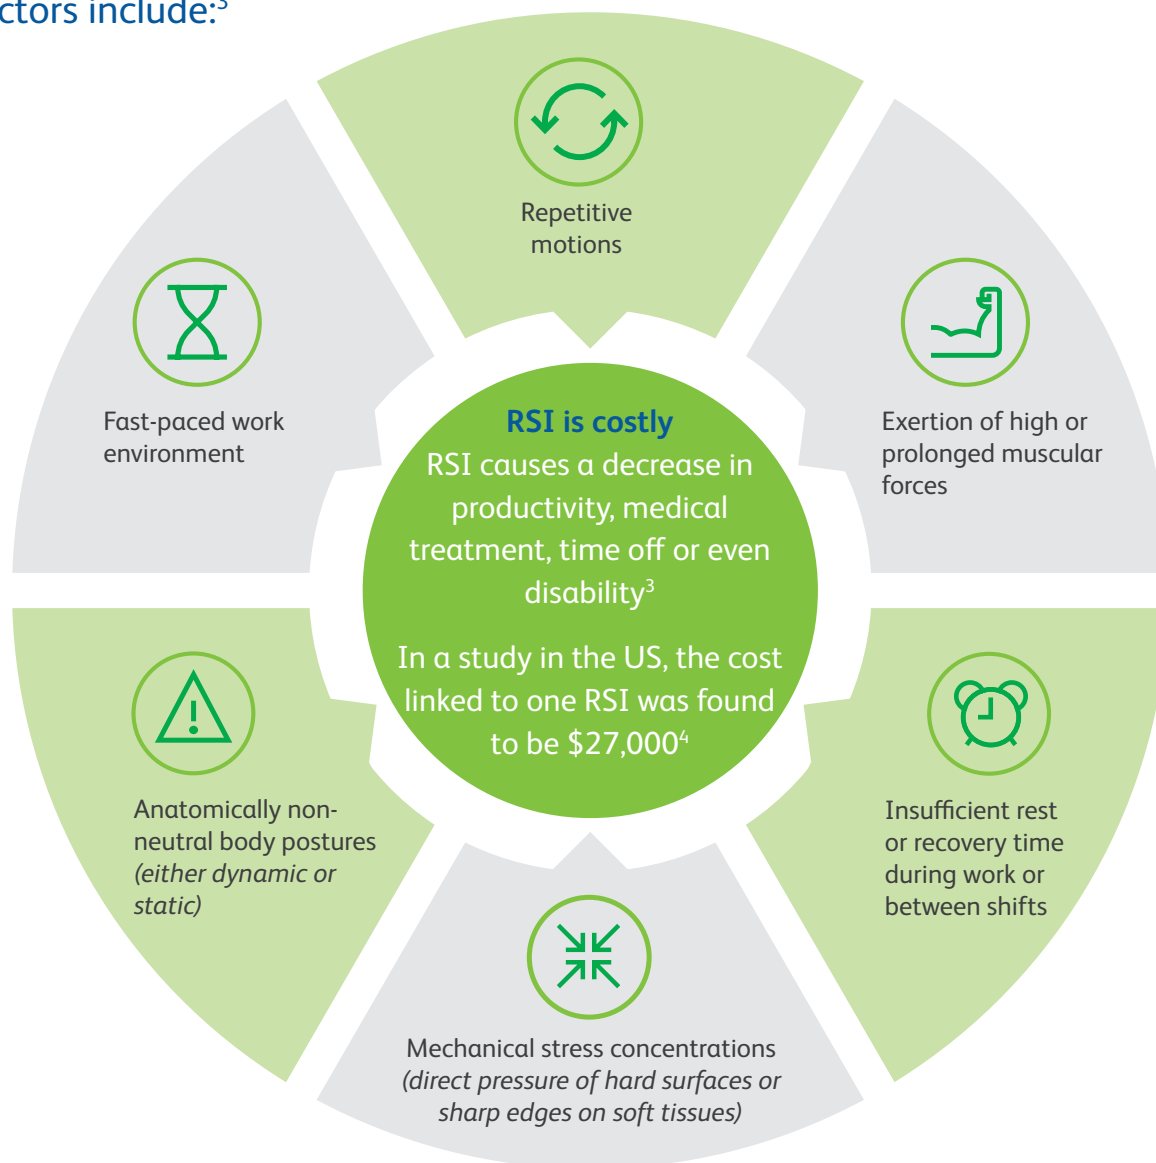 ctors include:³
Repetitive
motions
Fast-paced work
environment
Exertion of high or
prolonged muscular
forces
RSI is costly
RSI causes a decrease in
productivity, medical
treatment, time off or even
disability³
In a study in the US, the cost
linked to one RSI was found
to be $27,000⁴
Anatomically non-
neutral body postures
(either dynamic or
static)
Insufficient rest
or recovery time
during work or
between shifts
Mechanical stress concentrations
(direct pressure of hard surfaces or
sharp edges on soft tissues)